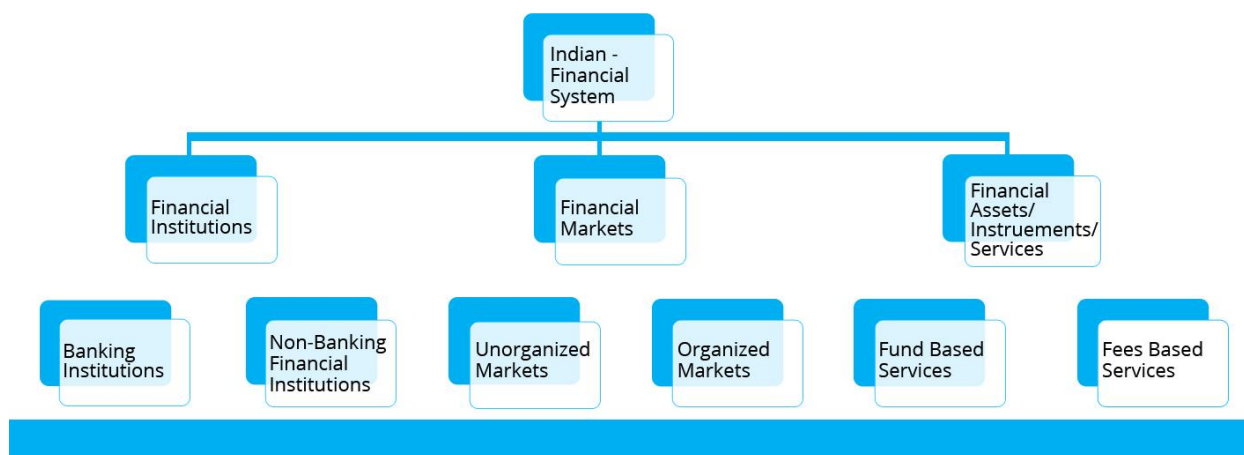 Indian -
Financial
System
Financial
Institutions
Financial
Markets
Financial
Assets/
Instruements/
Services
Banking
Institutions
Non-Banking
Financial
Institutions
Unorganized
Markets
Organized
Markets
Fund Based
Services
Fees Based
Services